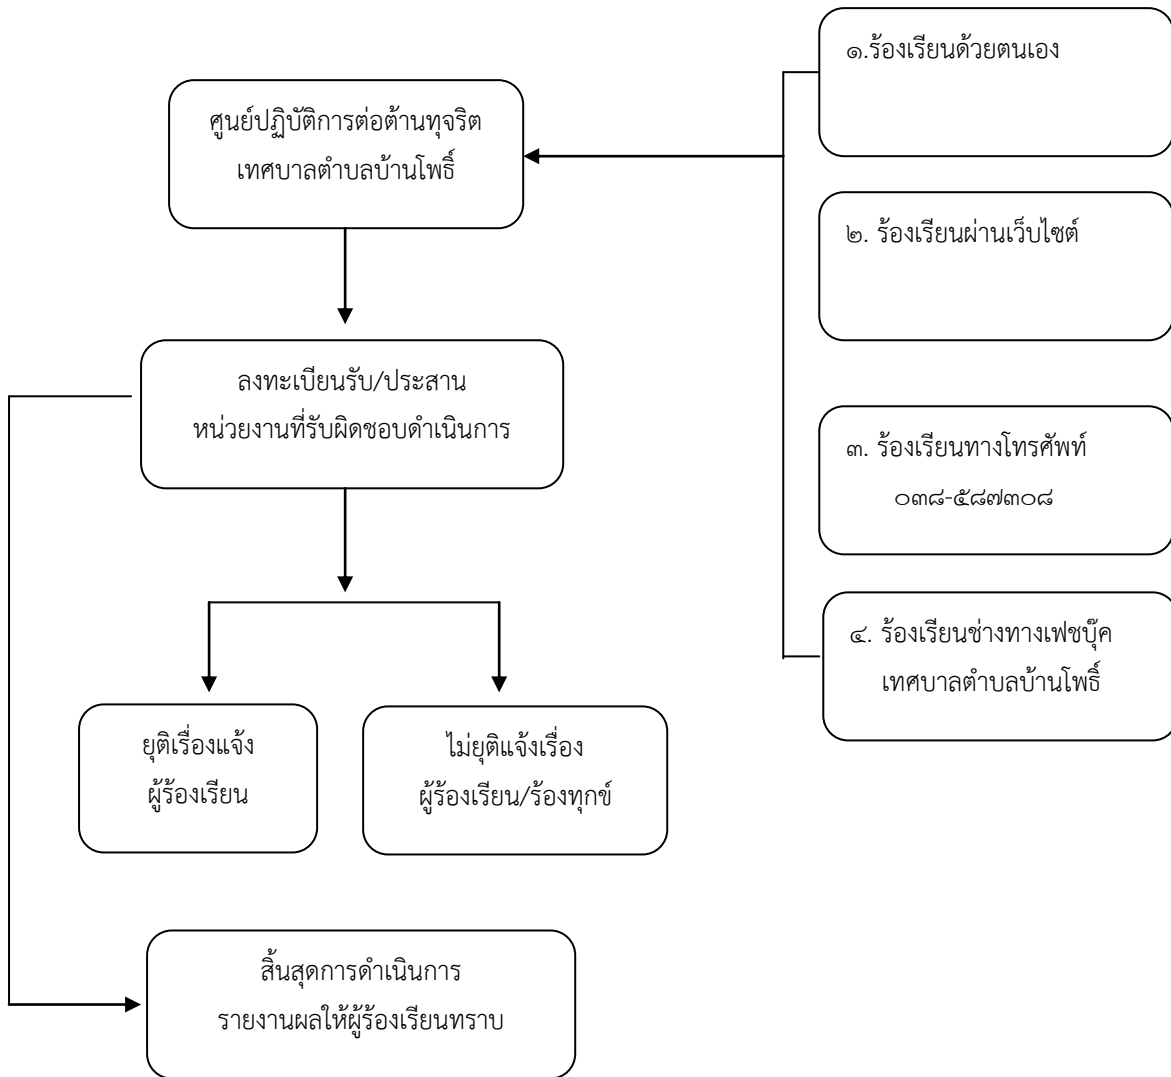 ศูนย์ปฏิบัติการต่อต้านทุจริต
เทศบาลตำบลบ้านโพธิ์
๑.ร้องเรียนด้วยตนเอง
๒. ร้องเรียนผ่านเว็บไซต์
๓. ร้องเรียนทางโทรศัพท์
๐๓๘-๕๘๗๓๐๘
๔. ร้องเรียนช่างทางเฟชบุ๊ค
เทศบาลตำบลบ้านโพธิ์
ลงทะเบียนรับ/ประสาน
หน่วยงานที่รับผิดชอบดำเนินการ
ยุติเรื่องแจ้ง
ผู้ร้องเรียน
ไม่ยุติแจ้งเรื่อง
ผู้ร้องเรียน/ร้องทุกข์
สิ้นสุดการดำเนินการ
รายงานผลให้ผู้ร้องเรียนทราบ